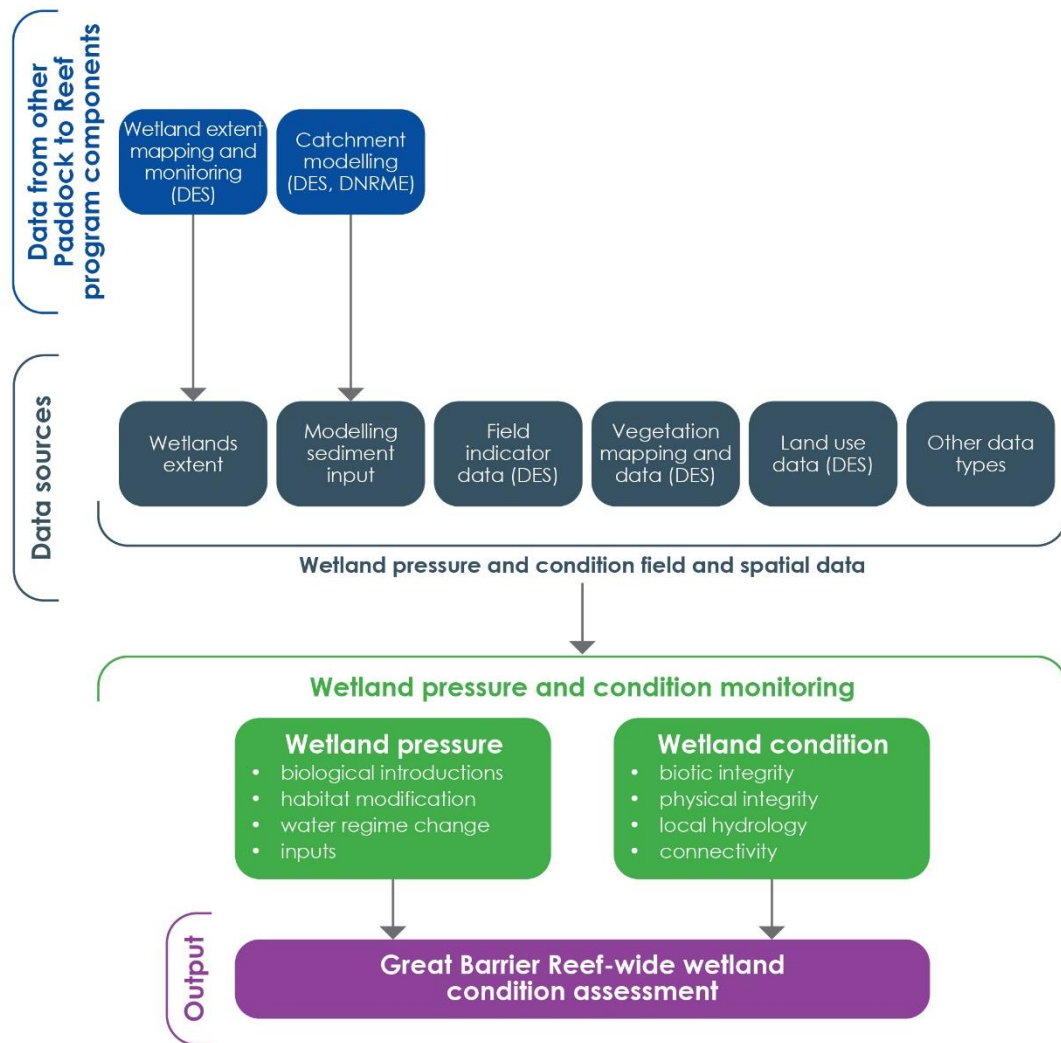 Data from other
Paddock to Reef
program components
Wetland extent
mapping and
monitoring
(DES)
Catchment
modelling
(DES, DNRME)
Data sources
Wetlands
extent
Modelling
sediment
input
Field
indicator
data (DES)
Vegetation
mapping and
data (DES)
Land use
data (DES)
Other data
types
Wetland pressure and condition field and spatial data
Wetland pressure and condition monitoring
Wetland pressure
• biological introductions
• habitat modification
• water regime change
• inputs
Wetland condition
• biotic integrity
• physical integrity
• local hydrology
• connectivity
Output
Great Barrier Reef-wide wetland
condition assessment